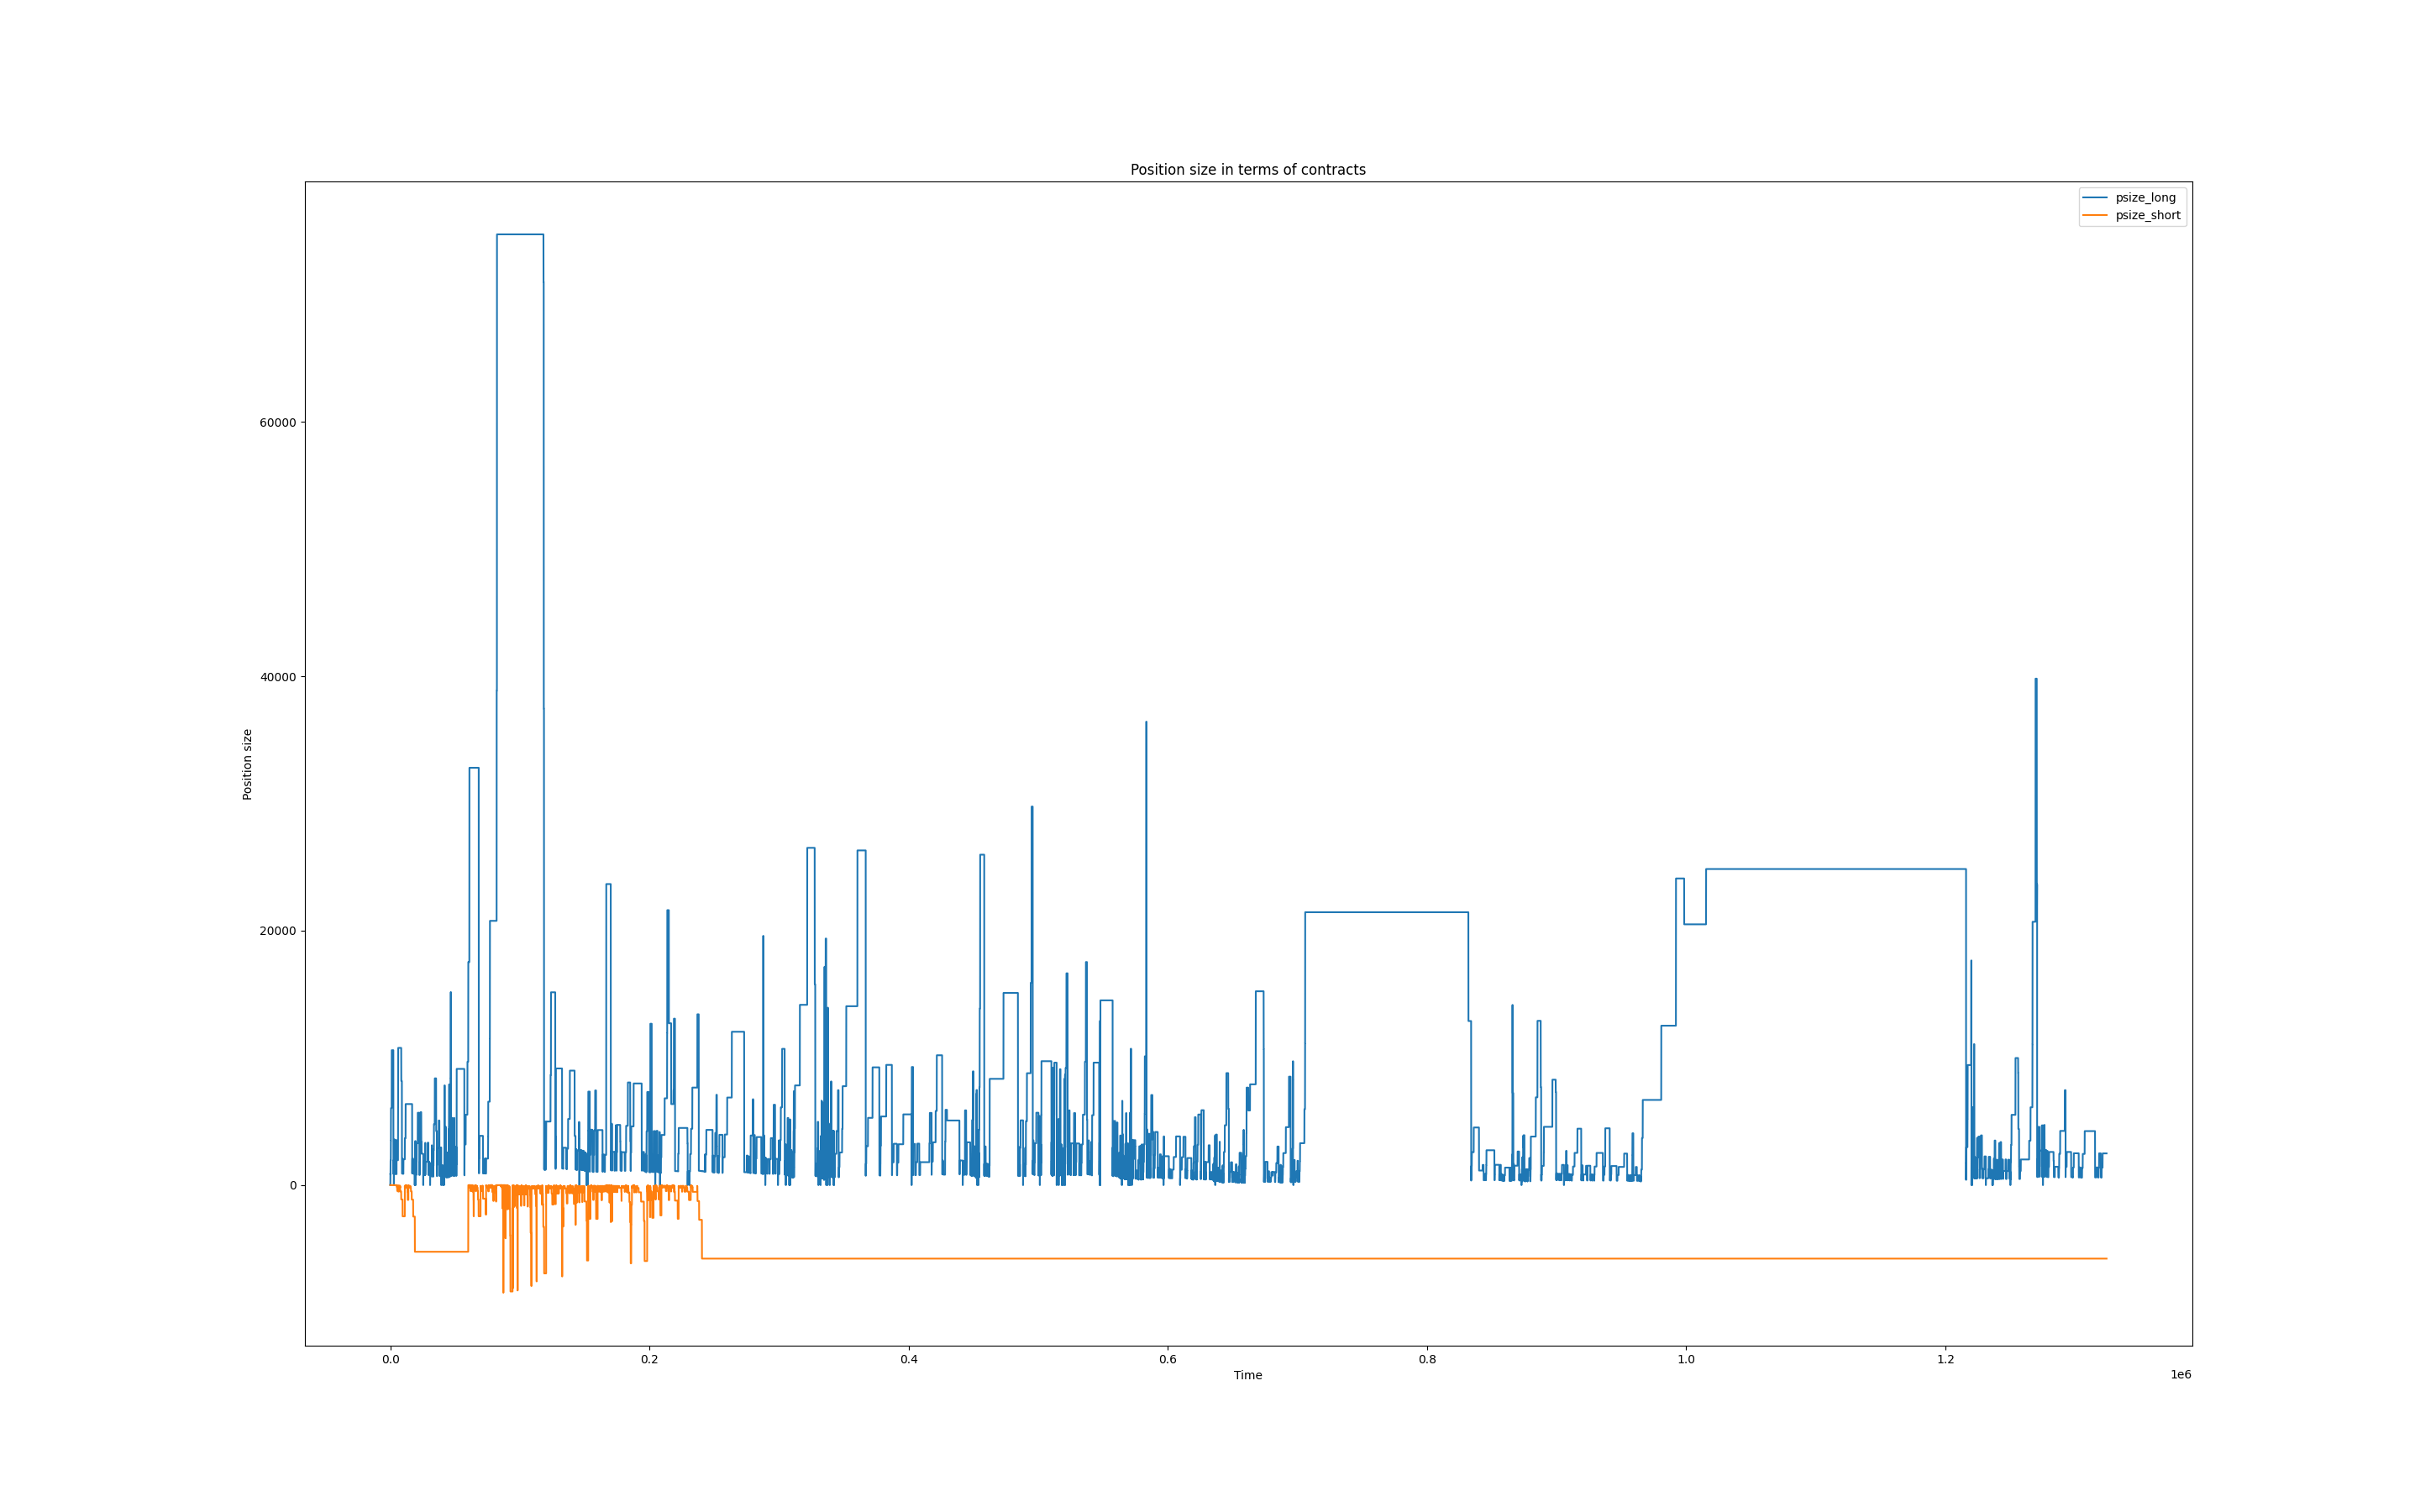 Position size in terms of contracts
psize_long
psize_short
Position size
60000
40000
20000
0
0.0 0.2 0.4 0.6 0.8 1.0 1.2
Time
1e6